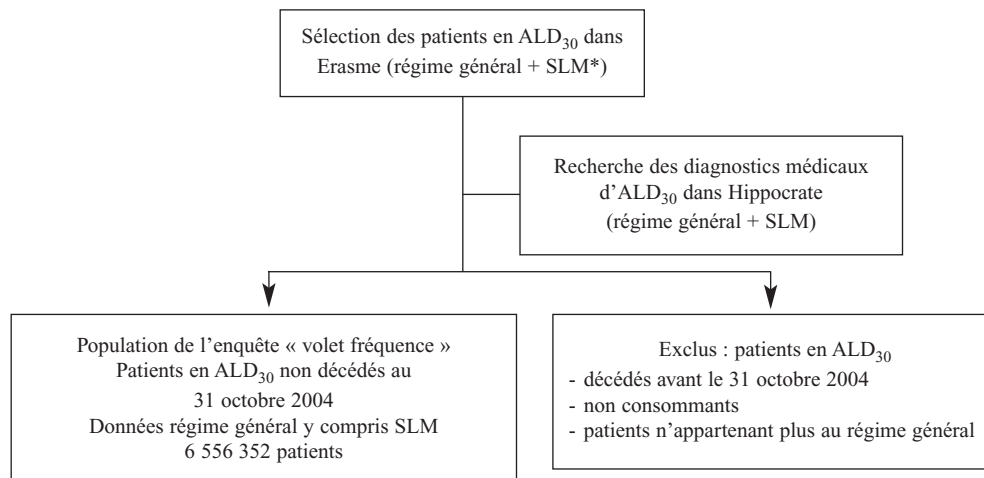 Sélection des patients en ALD30 dans
Erasme (régime général + SLM*)
Recherche des diagnostics médicaux
d’ALD30 dans Hippocrate
(régime général + SLM)
Population de l’enquête « volet fréquence »
Patients en ALD30 non décédés au
31 octobre 2004
Données régime général y compris SLM
6 556 352 patients
Exclus : patients en ALD30
- décédés avant le 31 octobre 2004
- non consommants
- patients n’appartenant plus au régime général